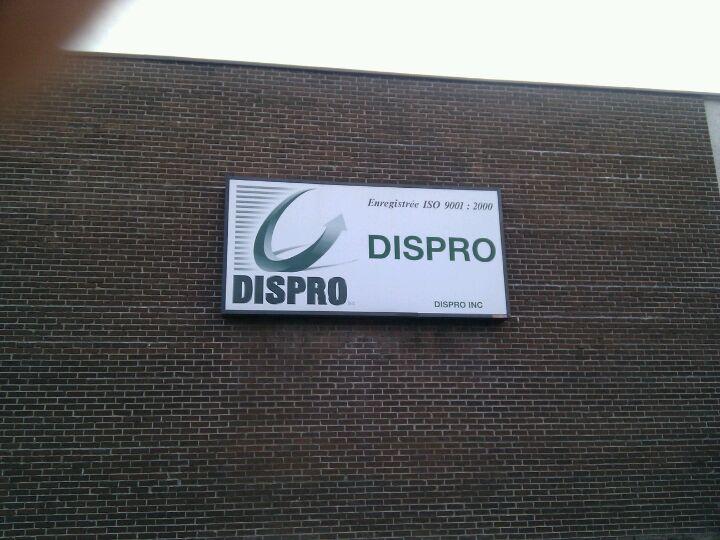 Enregistrée ISO 9001 : 2000
DISPRO
DISPRO
DISPRO INC